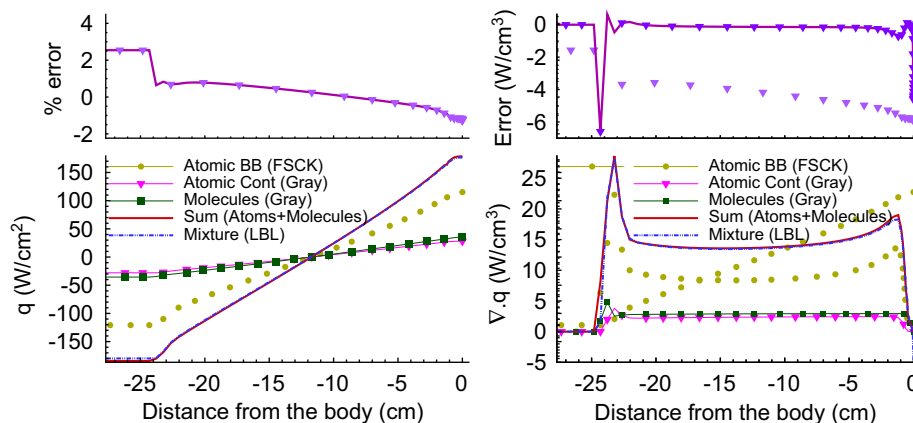 % error
4
2
0
-2
q (W/cm2)
150
100
50
0
-50
-100
-150
Atomic BB (FSCK)
Atomic Cont (Gray)
Molecules (Gray)
Sum (Atoms+Molecules)
Mixture (LBL)
-25 -20 -15 -10 -5 0
Distance from the body (cm)
Error (W/cm3)
0
-2
-4
-6
∇.q (W/cm3)
25
20
15
10
5
0
-5
Atomic BB (FSCK)
Atomic Cont (Gray)
Molecules (Gray)
Sum (Atoms+Molecules)
Mixture (LBL)
-25 -20 -15 -10 -5 0
Distance from the body (cm)